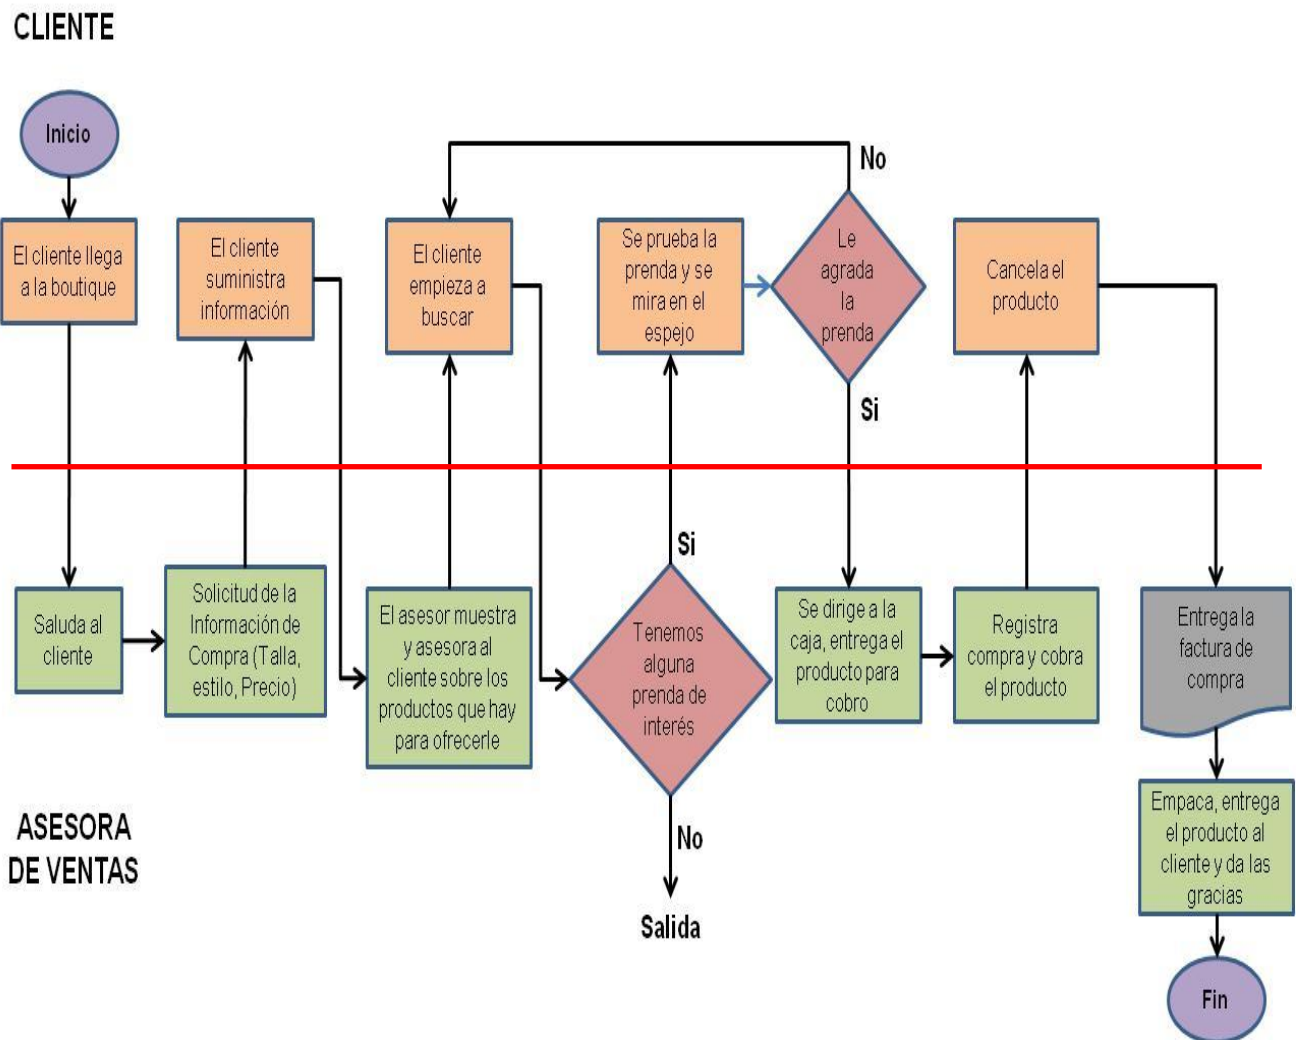 CLIENTE
Inicio
El cliente llega
a la boutique
El cliente
suministra
información
El cliente
empieza a
buscar
Se prueba la
prenda y se
mira en el
espejo
Le
agrada
la
prenda
No
Si
Cancela el
producto
Saluda al
cliente
Solicitud de la
Información de
Compra (Talla,
estilo, Precio)
El asesor muestra
y asesora al
cliente sobre los
productos que hay
para ofrecerle
Si
Tenemos
alguna
prenda de
interés
No
Salida
Se dirige a la
caja, entrega el
producto para
cobro
Registra
compra y cobra
el producto
Entrega la
factura de
compra
Empaca, entrega
el producto al
cliente y da las
gracias
Fin
ASESORA
DE VENTAS